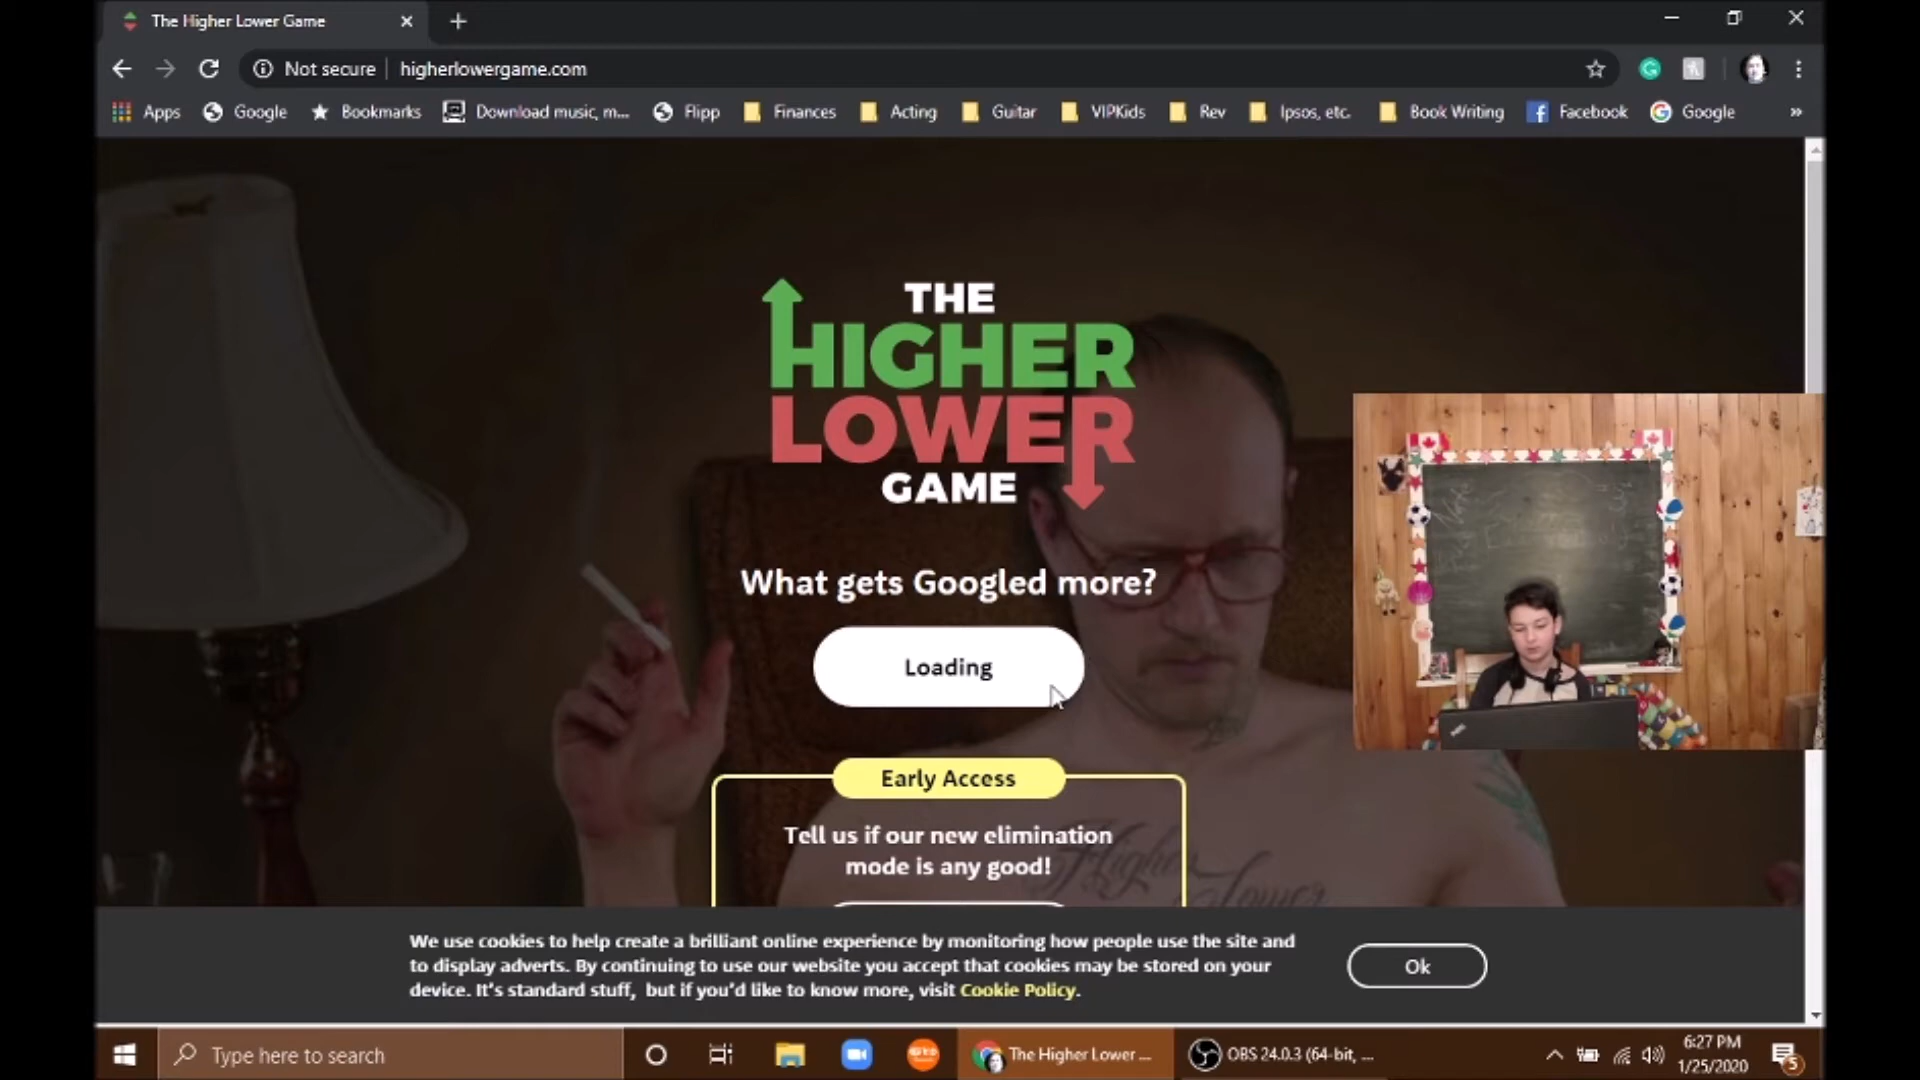 The Higher Lower Game
Not secure
higherlowergame.com
Apps
Google
Bookmarks
Download music, m...
Flipp
Finances
Acting
Guitar
VIPKids
Rev
Ipsos, etc.
Book Writing
Facebook
Google
»
THE
HIGHER
LOWER
GAME
What gets Googled more?
Loading
Early Access
Tell us if our new elimination
mode is any good!
Higher
Lower
We use cookies to help create a brilliant online experience by monitoring how people use the site and
to display adverts. By continuing to use our website you accept that cookies may be stored on your
device. It's standard stuff, but if you'd like to know more, visit Cookie Policy.
Ok
Type here to search
The Higher Lower ...
OBS 24.0.3 (64-bit, ...
6:27 PM
1/25/2020
5